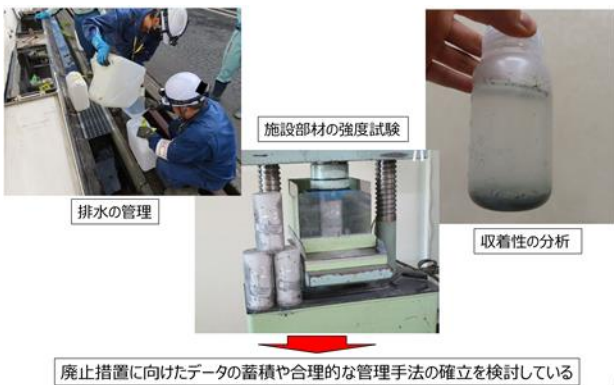 施設部材の強度試験
排水の管理
収着性の分析
廃止措置に向けたデータの蓄積や合理的な管理手法の確立を検討している